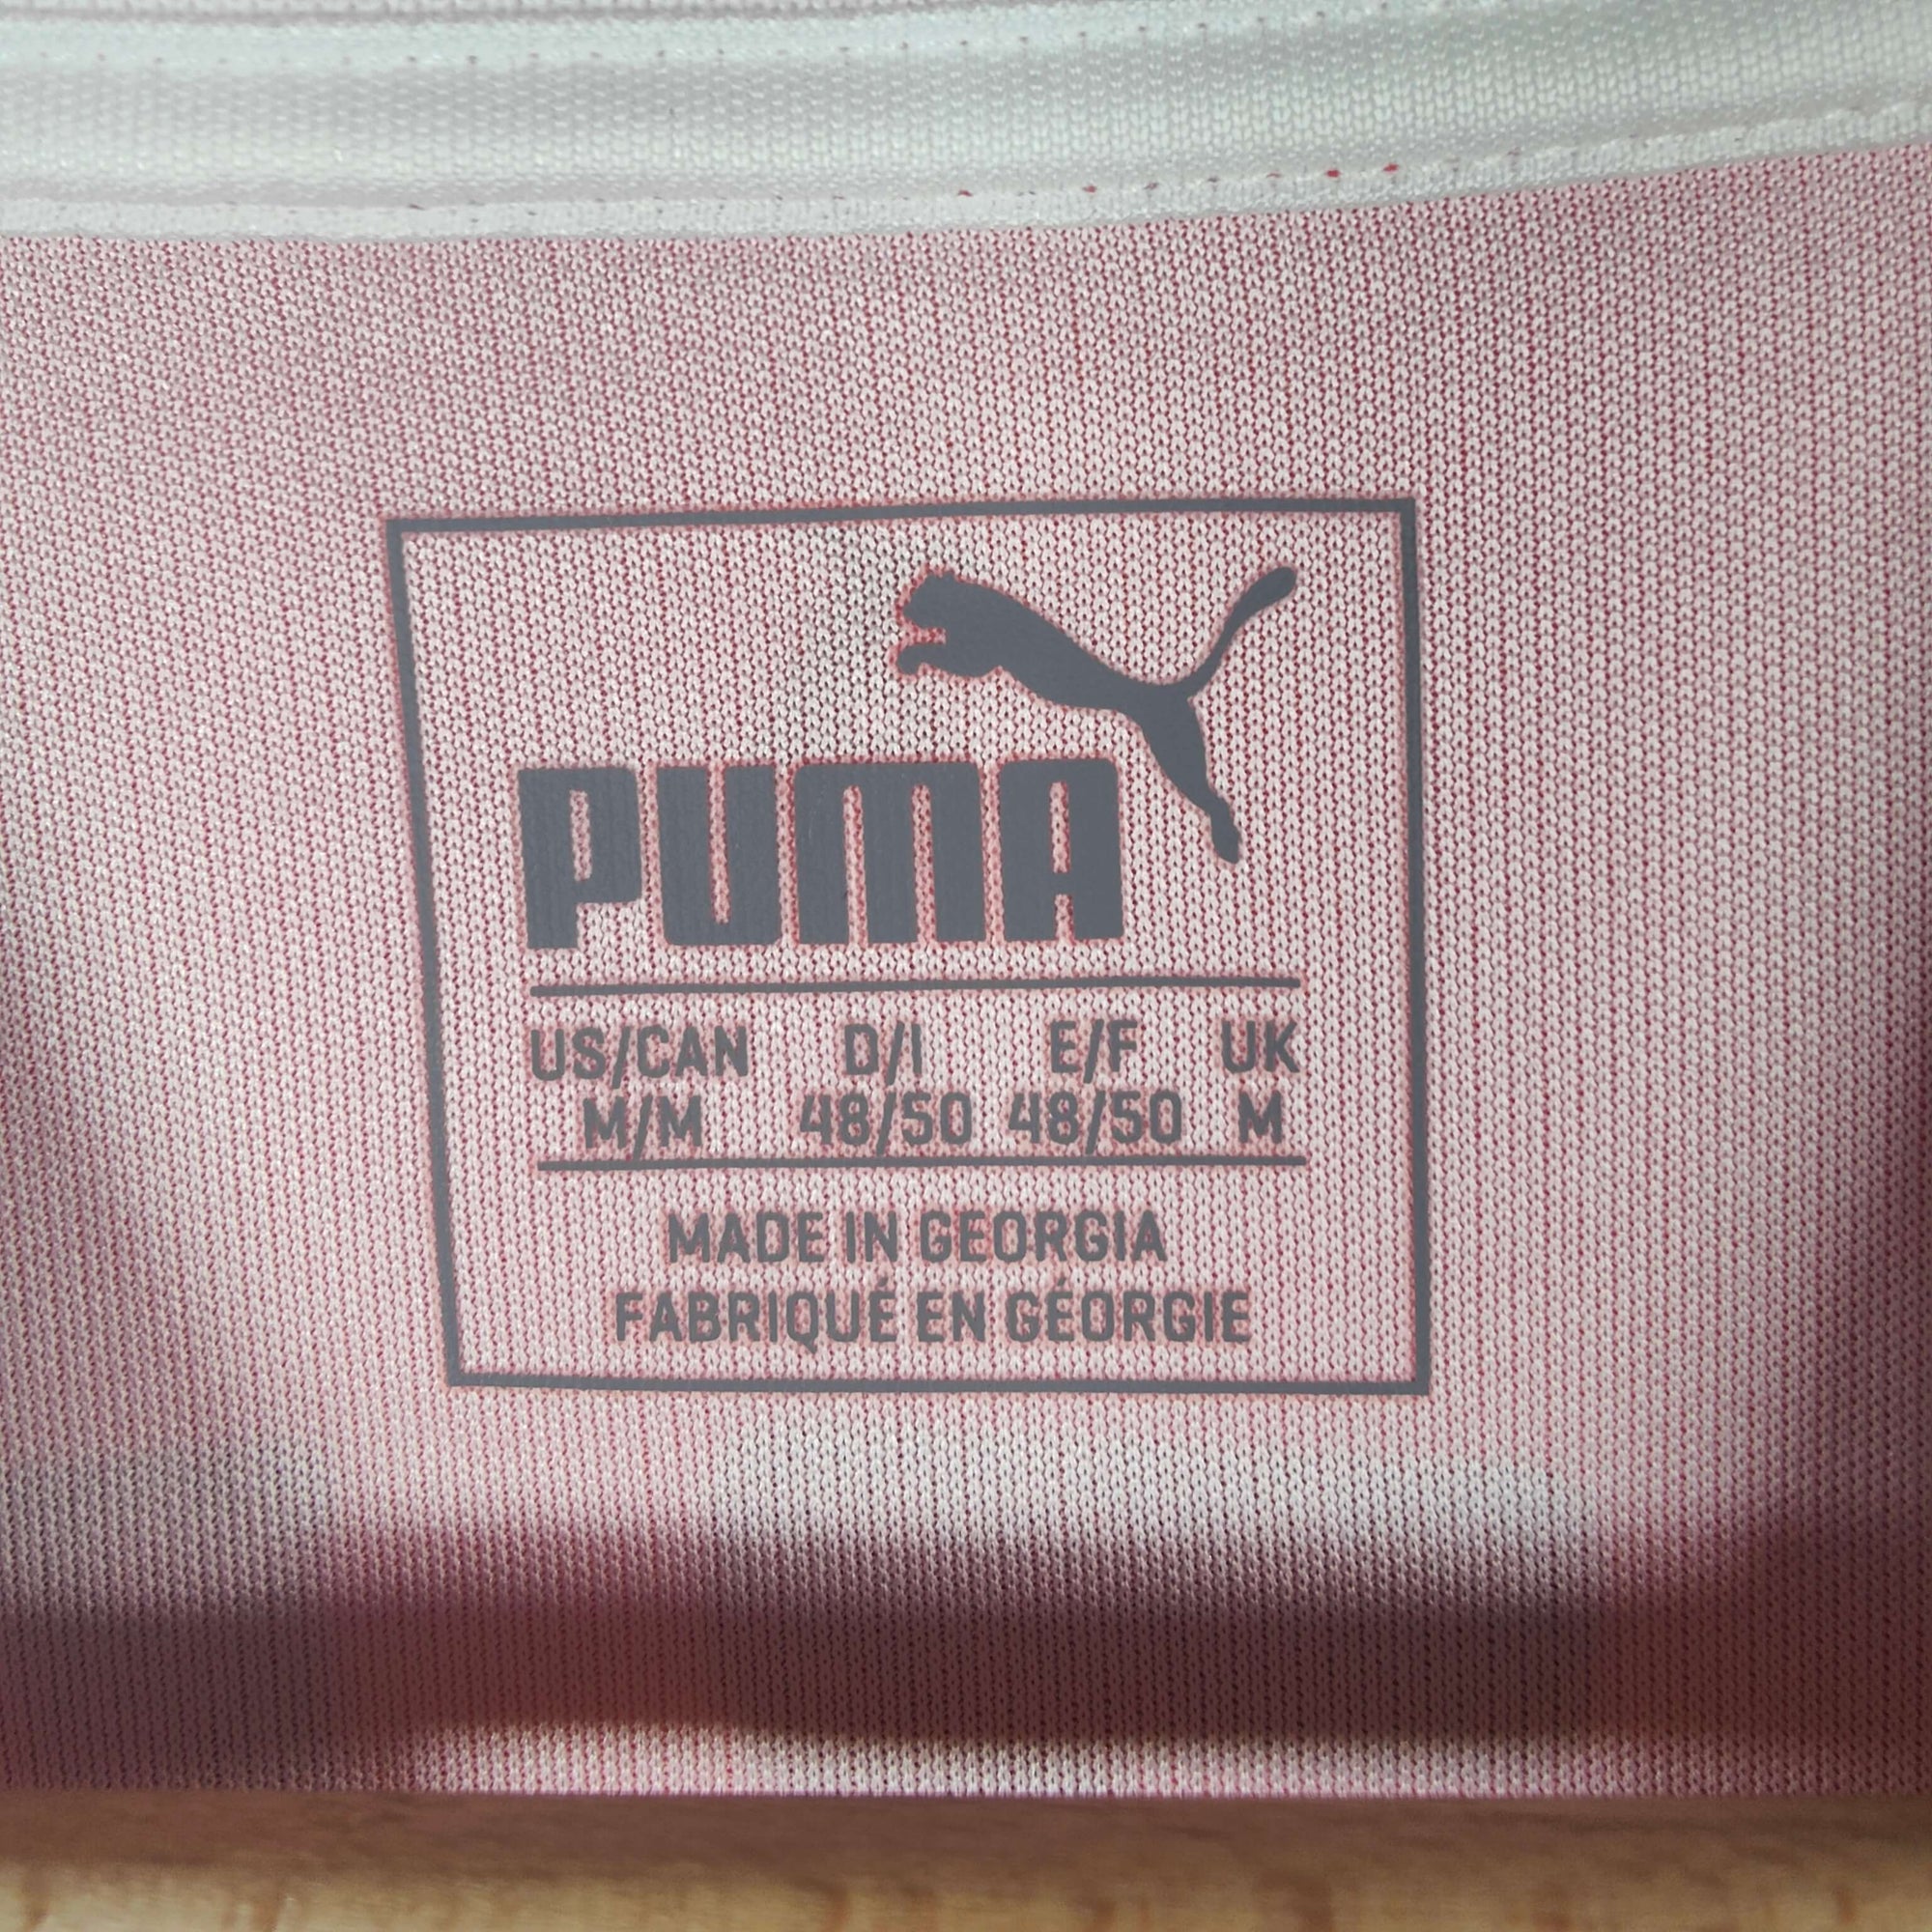 PUMA
US/CAN D/I E/F UK
M/M 48/50 48/50 M
MADE IN GEORGIA
FABRIQUÉ EN GÉORGIE